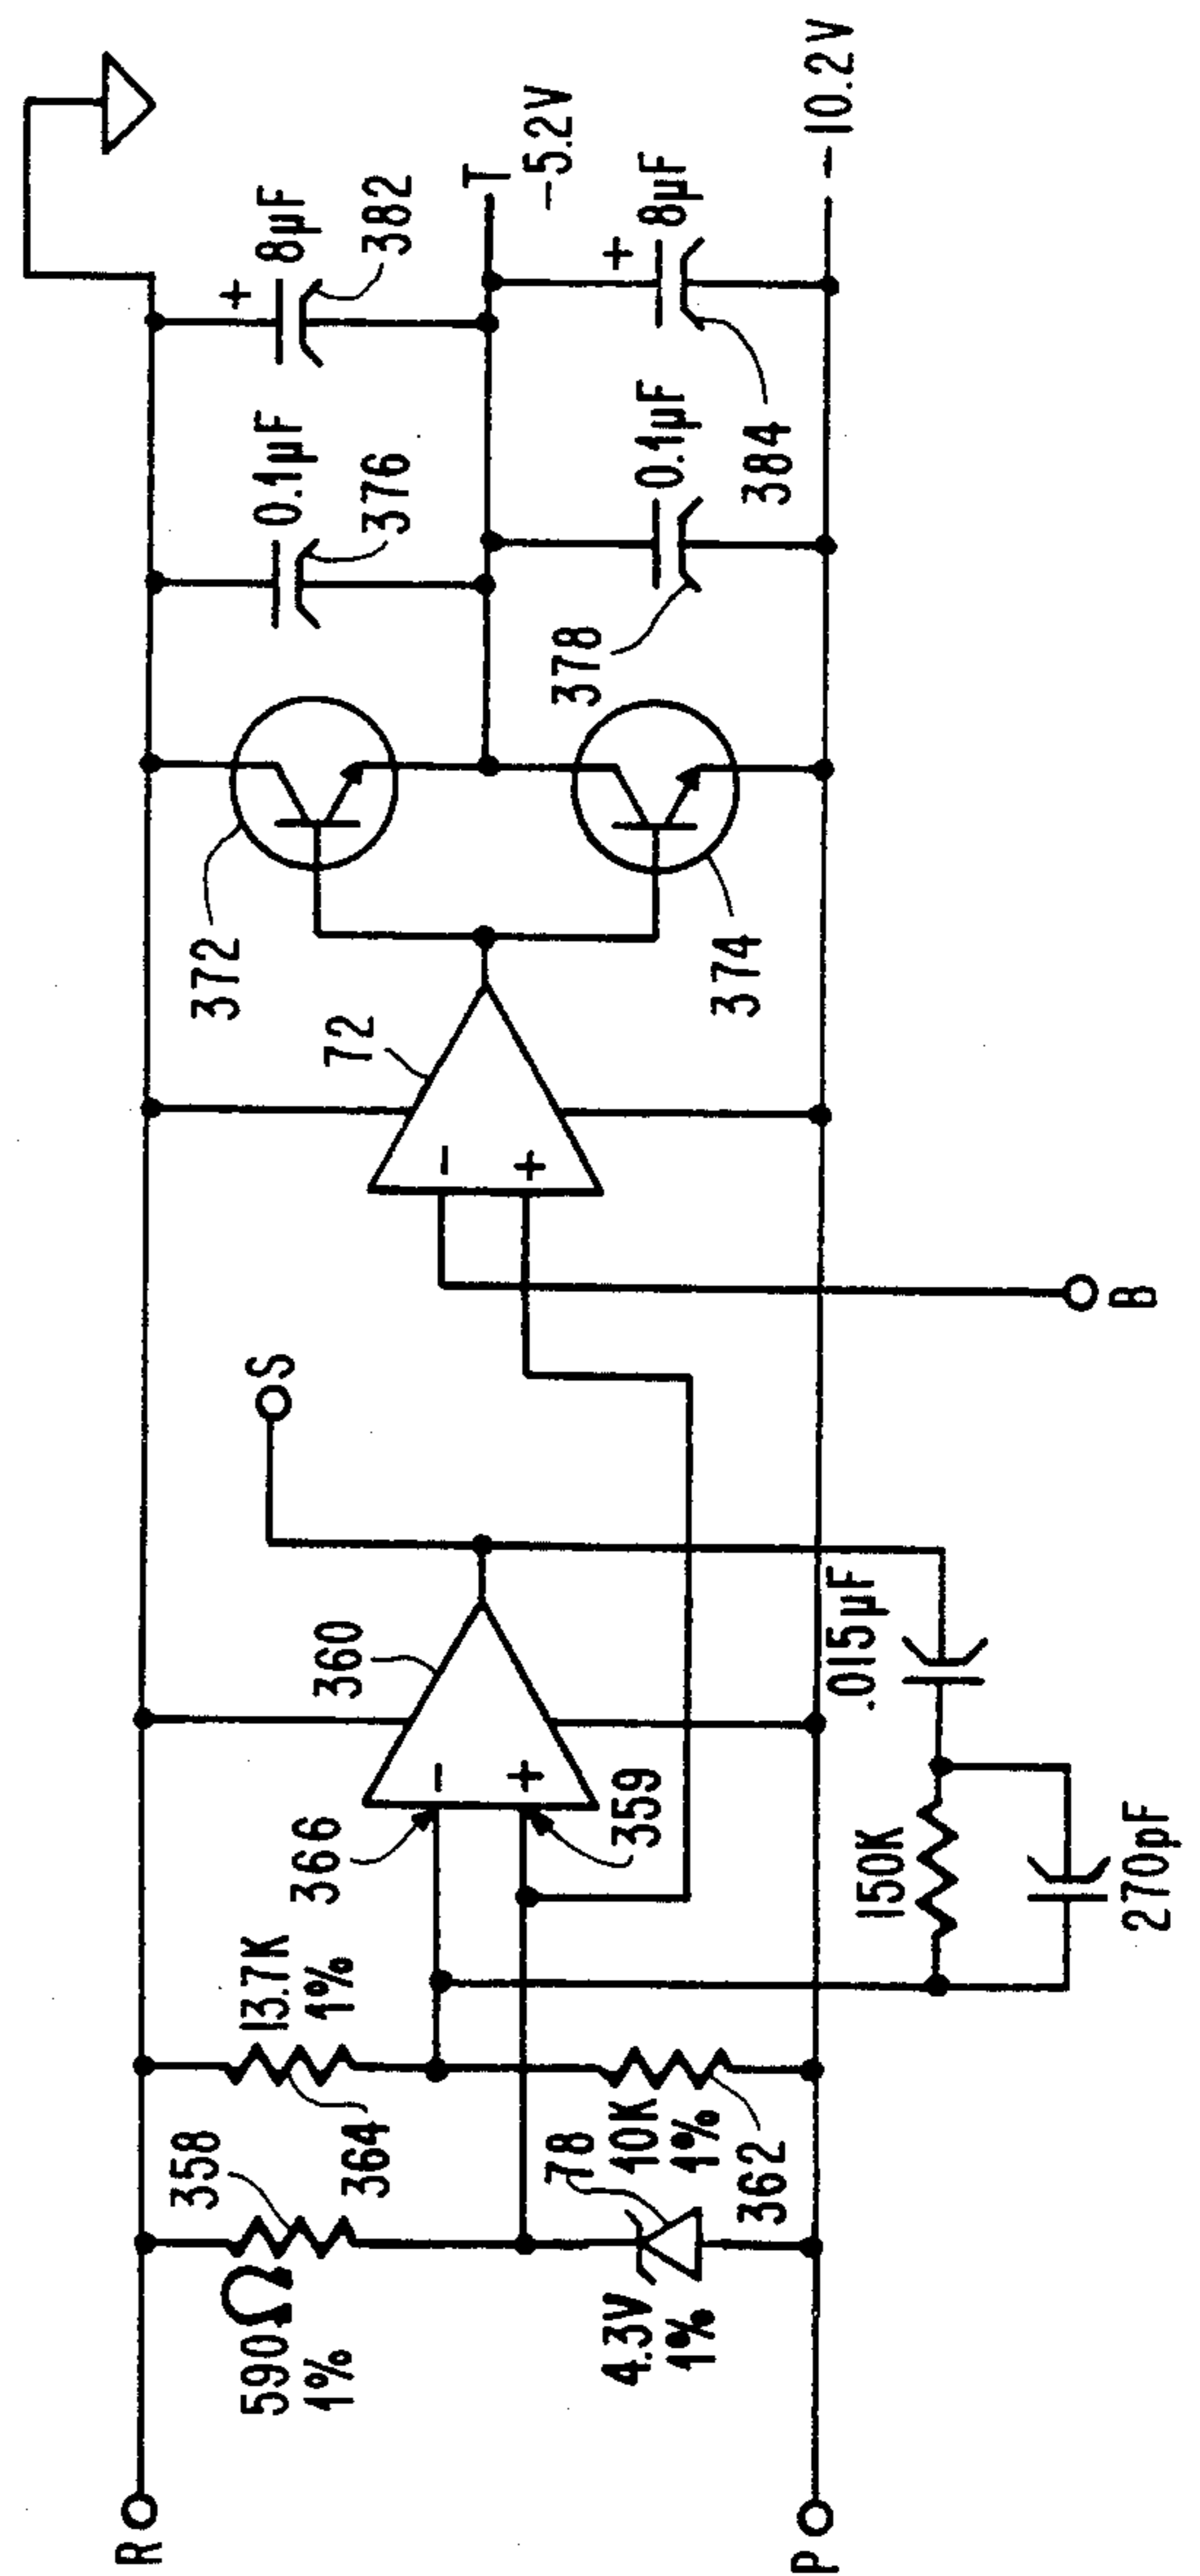 R
590Ω
1%
358
13.7K
1%
364
366
360
S
72
372
0.1µF
376
+
8µF
382
T
-5.2V
-
+
359
-
+
4.3V
1%
78
10K
1%
362
374
378
0.1µF
384
+
8µF
P
150K
.015µF
270pF
B
-10.2V